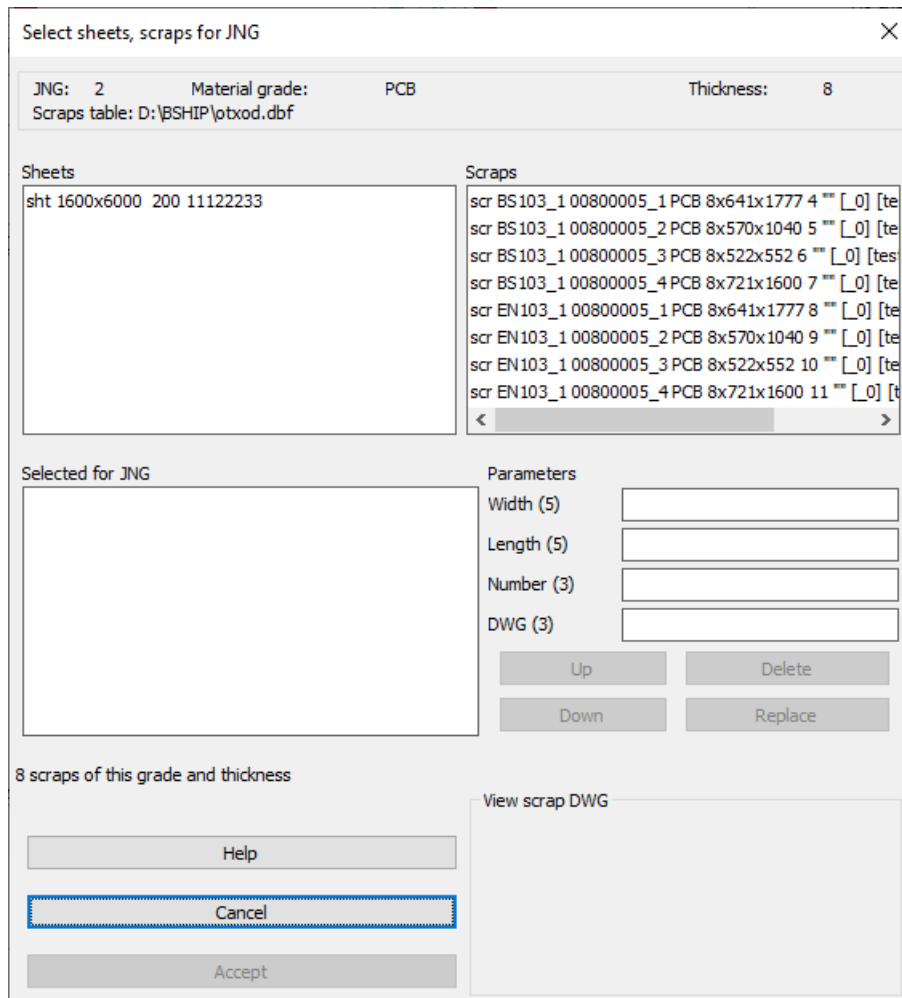 Select sheets, scraps for JNG
JNG: 2 Material grade: PCB Thickness: 8
Scraps table: D:\BSHIP\otxod.dbf
Sheets
sht 1600x6000 200 11122233
Scraps
scr BS103_1 00800005_1 PCB 8x641x1777 4 "" [_0] [te
scr BS103_1 00800005_2 PCB 8x570x1040 5 "" [_0] [te
scr BS103_1 00800005_3 PCB 8x522x552 6 "" [_0] [test
scr BS103_1 00800005_4 PCB 8x721x1600 7 "" [_0] [te
scr EN103_1 00800005_1 PCB 8x641x1777 8 "" [_0] [te
scr EN103_1 00800005_2 PCB 8x570x1040 9 "" [_0] [te
scr EN103_1 00800005_3 PCB 8x522x552 10 "" [_0] [te
scr EN103_1 00800005_4 PCB 8x721x1600 11 "" [_0] [t
Selected for JNG
Parameters
Width (5)
Length (5)
Number (3)
DWG (3)
Up
Delete
Down
Replace
8 scraps of this grade and thickness
View scrap DWG
Help
Cancel
Accept